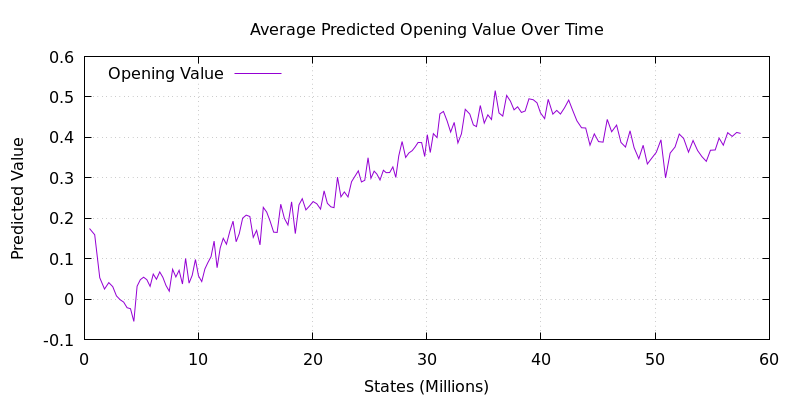 Average Predicted Opening Value Over Time
0.6
Opening Value
0.5
0.4
0.3
0.2
0.1
0
-0.1
Predicted Value
0 10 20 30 40 50 60
States (Millions)